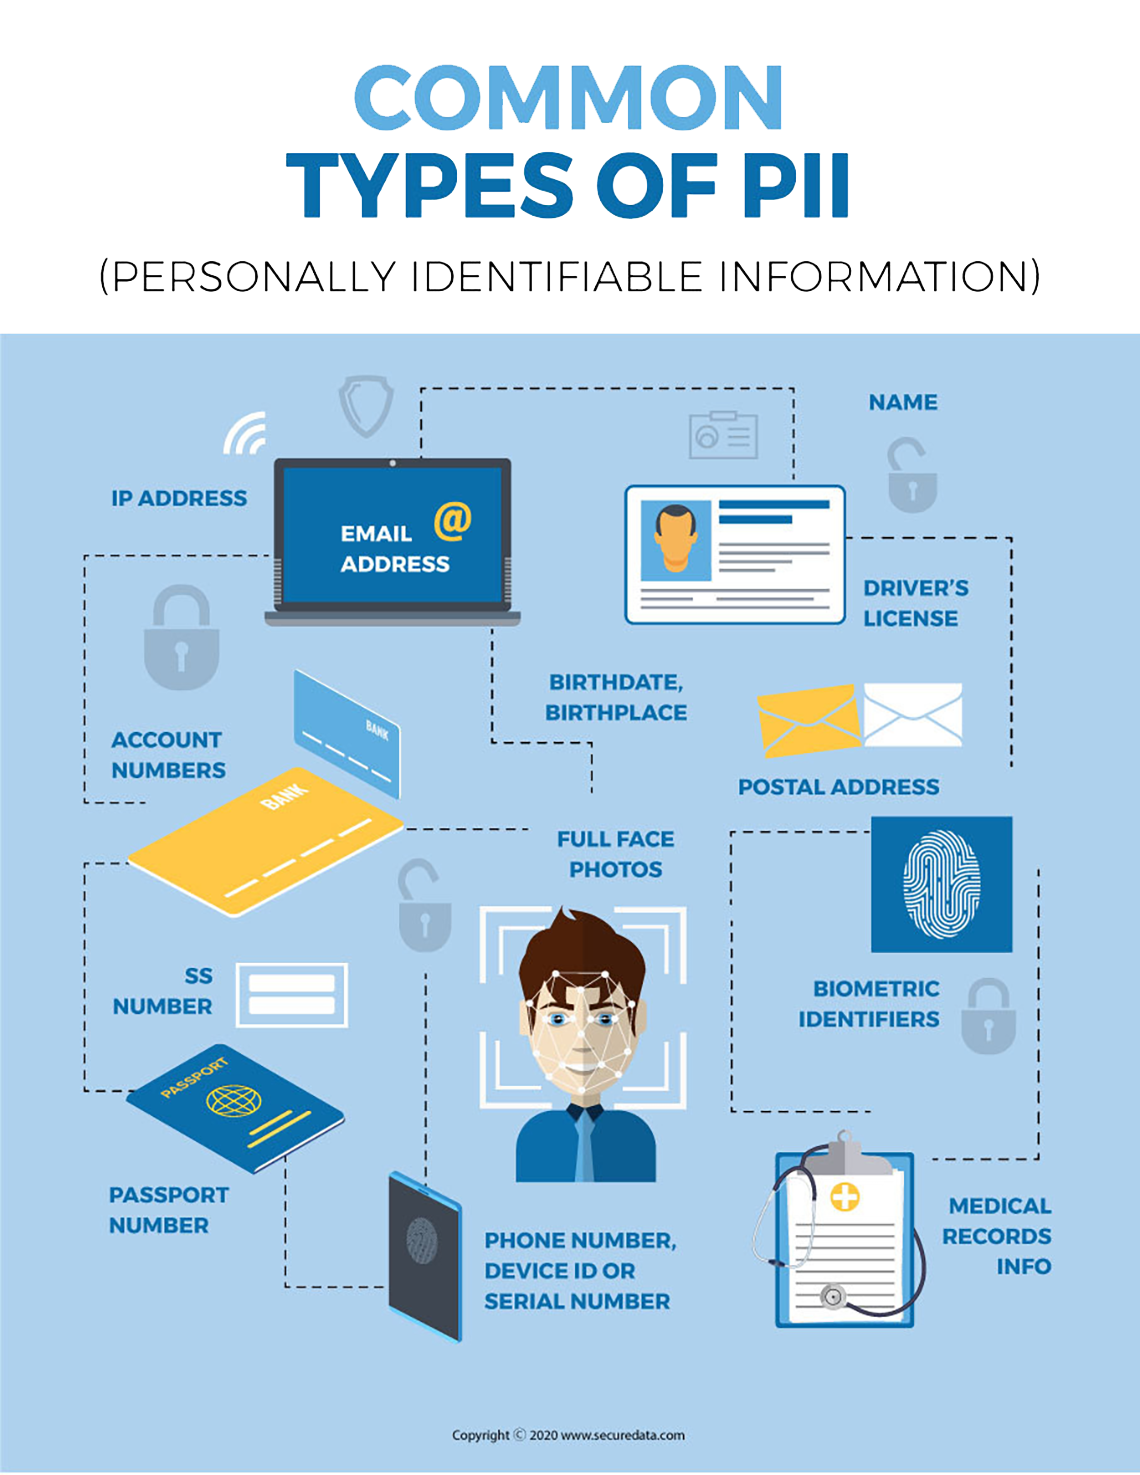 COMMON
TYPES OF PII
(PERSONALLY IDENTIFIABLE INFORMATION)
NAME
IP ADDRESS
EMAIL @
ADDRESS
DRIVER'S
LICENSE
BIRTHDATE,
BIRTHPLACE
ACCOUNT
NUMBERS
BANK
BANK
POSTAL ADDRESS
FULL FACE
PHOTOS
SS
NUMBER
BIOMETRIC
IDENTIFIERS
PASSPORT
PASSPORT
NUMBER
PHONE NUMBER,
DEVICE ID OR
SERIAL NUMBER
MEDICAL
RECORDS
INFO
Copyright © 2020 www.securedata.com